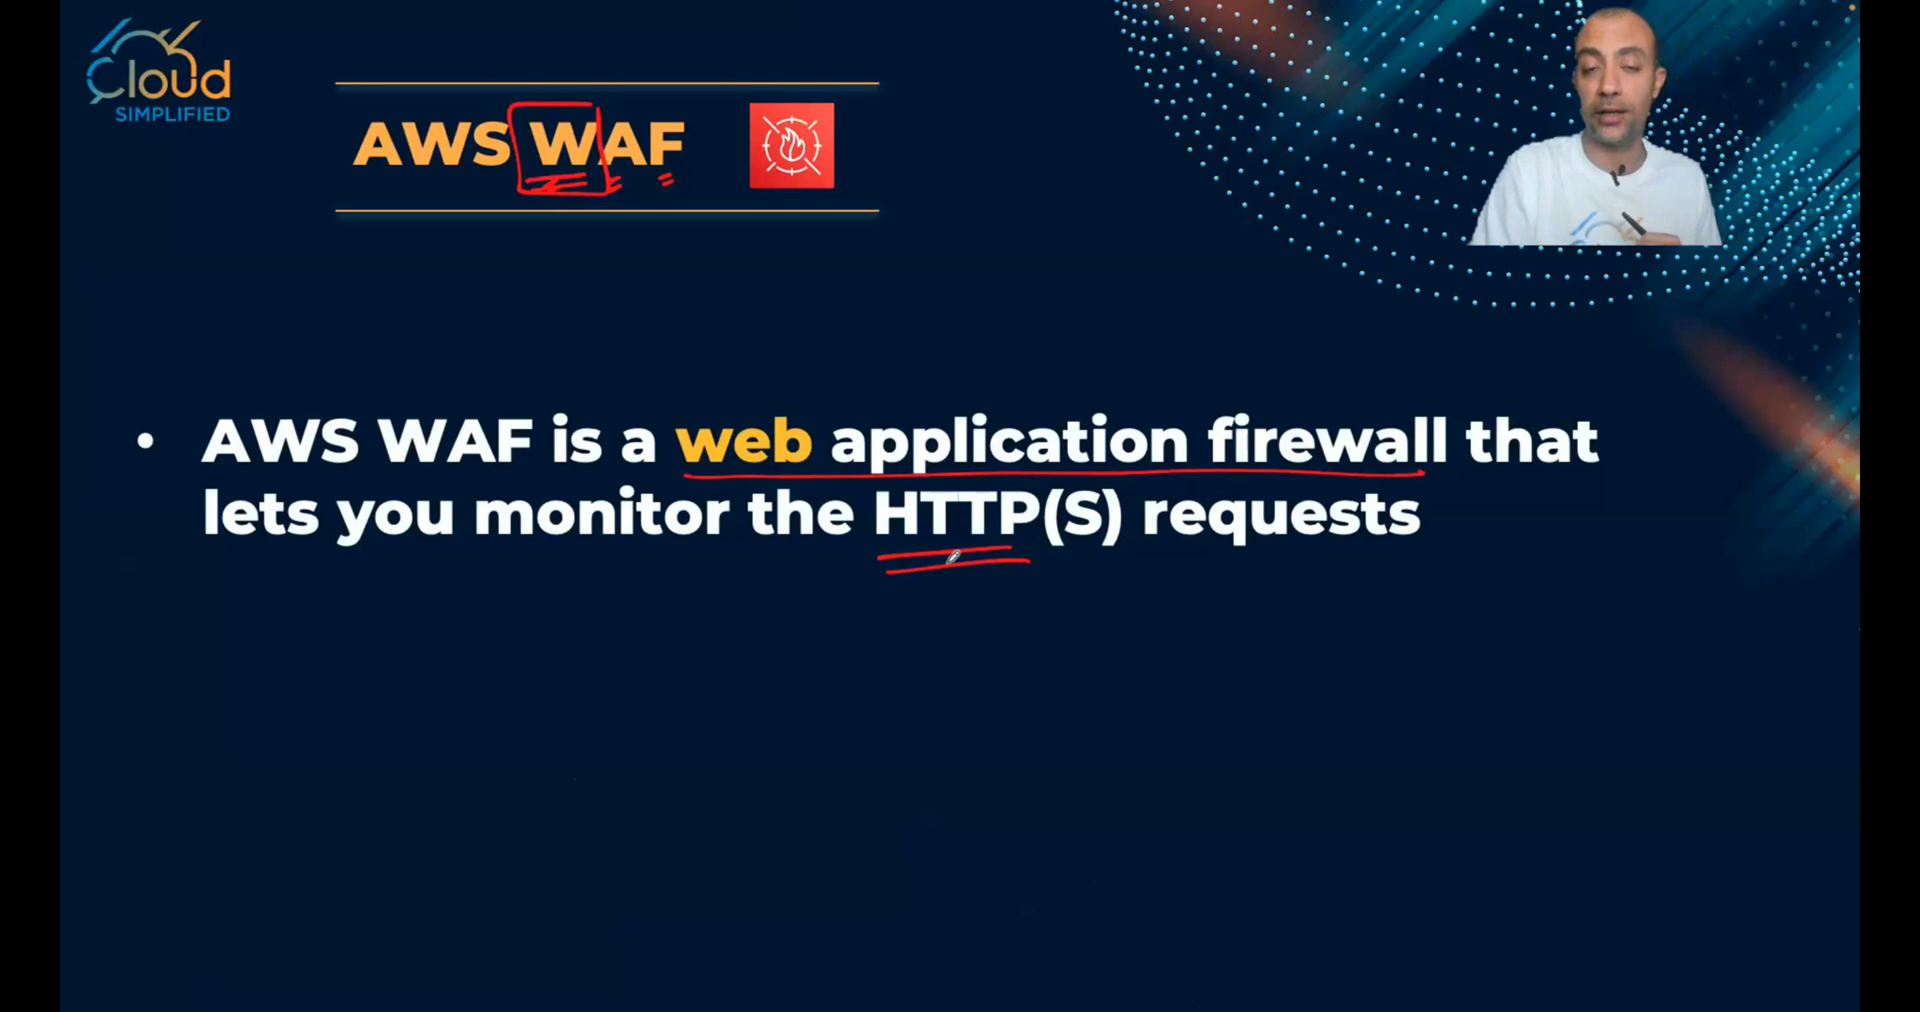 Cloud
SIMPLIFIED
AWS WAF
• AWS WAF is a web application firewall that
lets you monitor the HTTP(S) requests